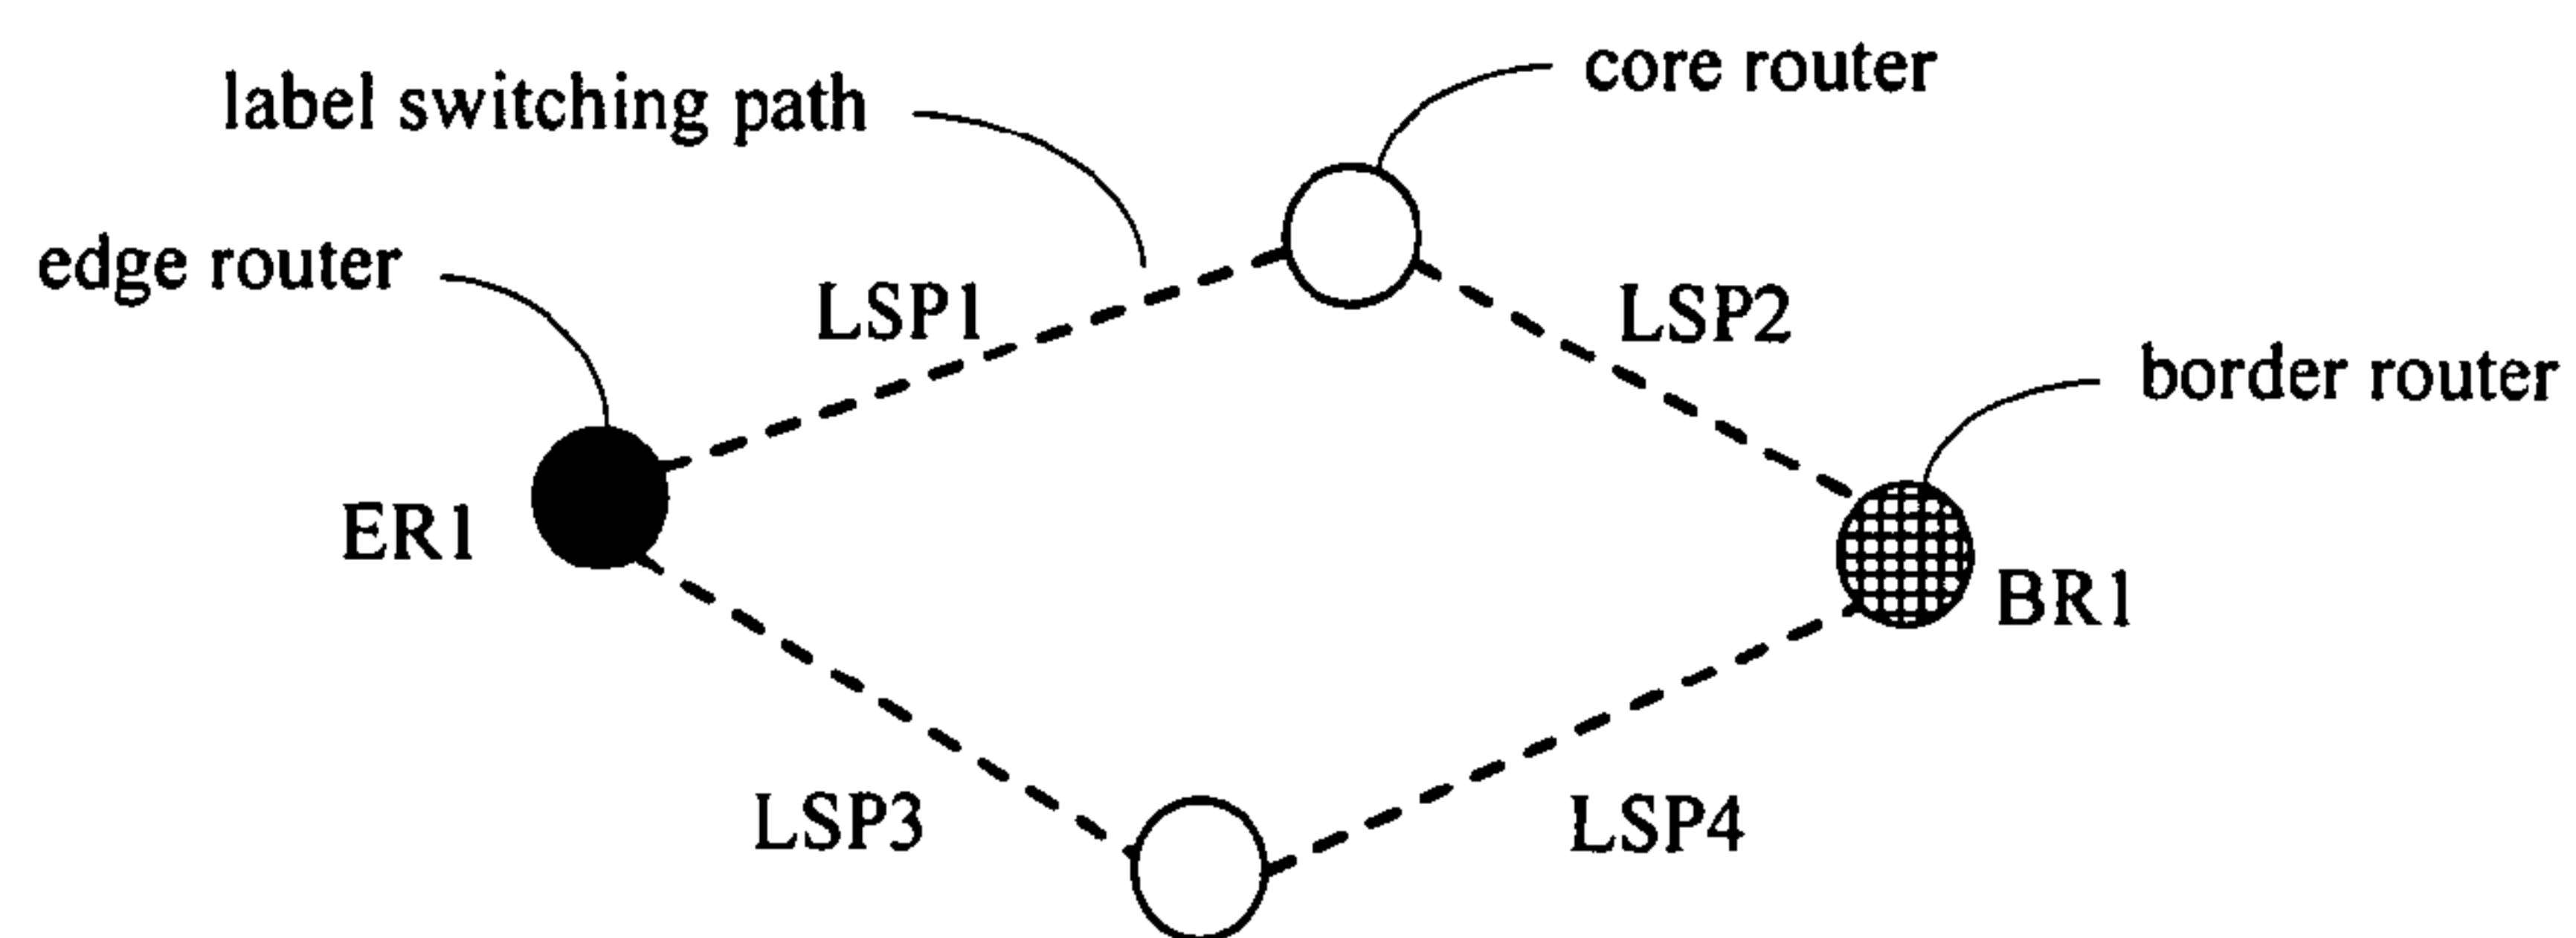 core router
label switching path
edge router
LSP1
LSP2
border router
ER1
BR1
LSP3
LSP4